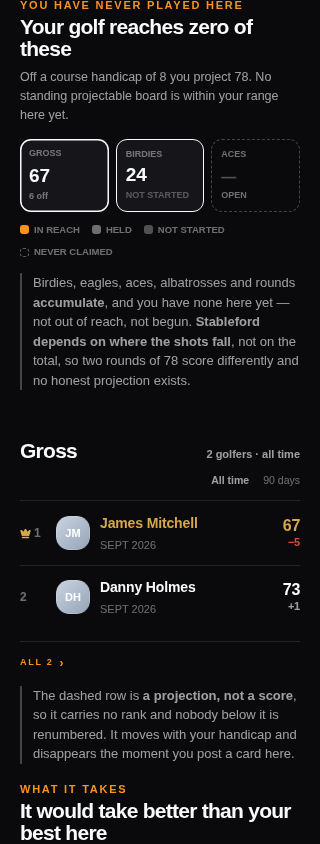 YOU HAVE NEVER PLAYED HERE
Your golf reaches zero of
these
Off a course handicap of 8 you project 78. No
standing projectable board is within your range
here yet.
GROSS
67
6 off
BIRDIES
24
NOT STARTED
ACES
—
OPEN
IN REACH
HELD
NOT STARTED
NEVER CLAIMED
Birdies, eagles, aces, albatrosses and rounds
accumulate, and you have none here yet —
not out of reach, not begun. Stableford
depends on where the shots fall, not on the
total, so two rounds of 78 score differently and
no honest projection exists.
Gross
2 golfers · all time
All time 90 days
1
JM
James Mitchell
SEPT 2026
67
−5
2
DH
Danny Holmes
SEPT 2026
73
+1
ALL 2 ›
The dashed row is a projection, not a score,
so it carries no rank and nobody below it is
renumbered. It moves with your handicap and
disappears the moment you post a card here.
WHAT IT TAKES
It would take better than your
best here